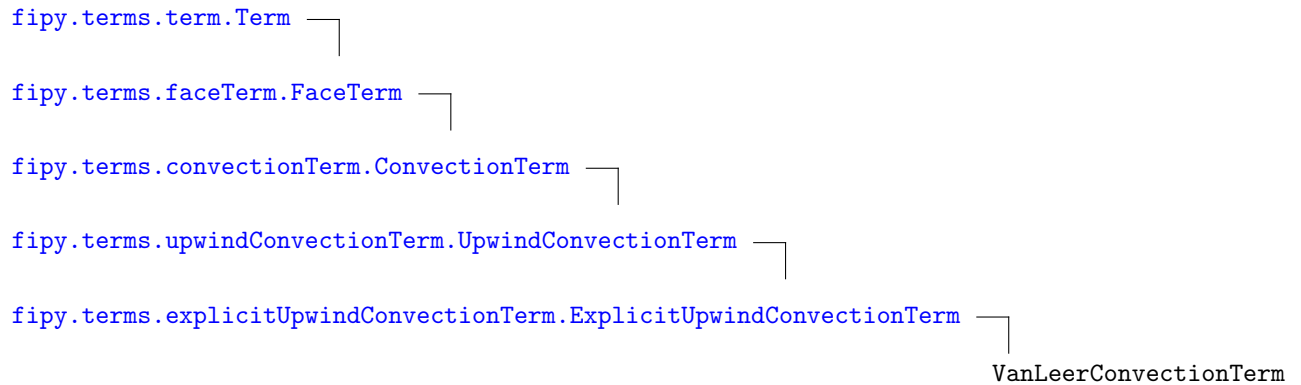 fipy.terms.term.Term
fipy.terms.faceTerm.FaceTerm
fipy.terms.convectionTerm.ConvectionTerm
fipy.terms.upwindConvectionTerm.UpwindConvectionTerm
fipy.terms.explicitUpwindConvectionTerm.ExplicitUpwindConvectionTerm
VanLeerConvectionTerm